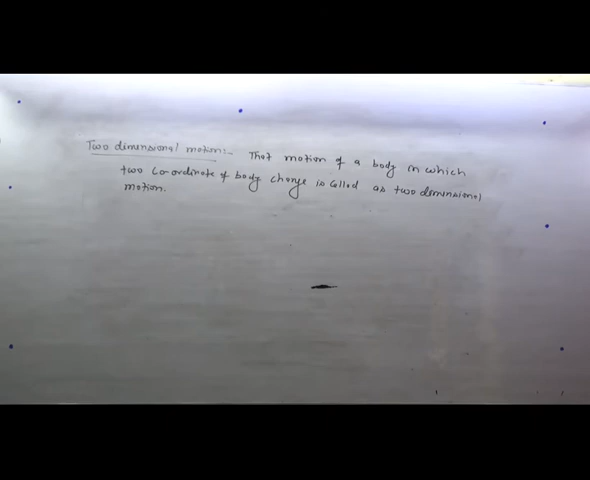 Two dimensional motion:- That motion of a body in which
two co-ordinate of body change is called as two dimensional
motion.